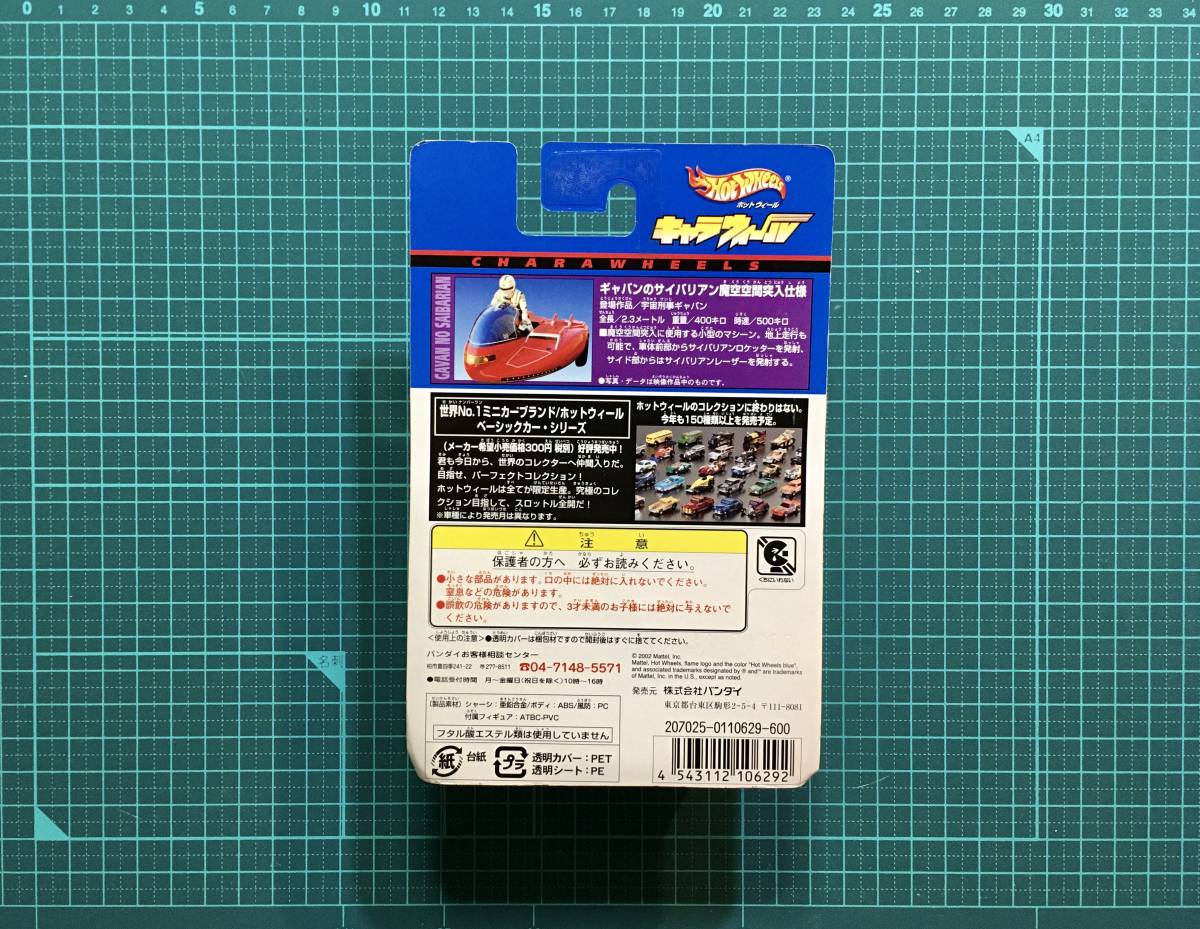 0 1 2 3 4 5 6 7 8 9 10 11 12 13 14 15 16 17 18 19 20 21 22 23 24 25 26 27 28 29 30 31 32 33 34
A4
名刺
HOT WHEELS®
ホットウィール
キャラウィール
CHARAWHEELS
GAVAN NO SAIBARIAN
ギャバンのサイバリアン魔空空間突入仕様
登場作品/宇宙刑事ギャバン
全長/2.3メートル 重量/400キロ 時速/500キロ
■魔空空間突入に使用する小型のマシーン。地上走行も
可能で、車体前部からサイバリアンロケッターを発射、
サイド部からはサイバリアンレーザーを発射する。
●写真・データは映像作品中のものです。
世界No.1ミニカーブランド/ホットウィール
ベーシックカー・シリーズ
(メーカー希望小売価格300円 税別)好評発売中!
君も今日から、世界のコレクターへ仲間入りだ。
目指せ、パーフェクトコレクション!
ホットウィールは全てが限定生産。究極のコレ
クション目指して、スロットル全開だ!
※車種により発売月は異なります。
ホットウィールのコレクションに終わりはない。
今年も150種類以上を発売予定。
注意
保護者の方へ 必ずお読みください。
●小さな部品があります。口の中には絶対に入れないでください。
窒息などの危険があります。
●誤飲の危険がありますので、3才未満のお子様には絶対に与えないで
ください。
くちにいれない
<使用上の注意>●透明カバーは梱包材ですので開封後はすぐに捨ててください。
バンダイお客様相談センター
柏市豊四季241-22 〒277-8511 ☎04-7148-5571
●電話受付時間 月〜金曜日(祝日を除く)10時〜16時
© 2002 Mattel, Inc.
Mattel, Hot Wheels, flame logo and the color "Hot Wheels blue",
and associated trademarks designated by ® and™ are trademarks
of Mattel, Inc. in the U.S., except as noted.
発売元 株式会社バンダイ
東京都台東区駒形2-5-4 〒111-8081
(製品素材) シャーシ:亜鉛合金/ボディ:ABS/風防:PC
付属フィギュア:ATBC-PVC
フタル酸エステル類は使用していません
紙 台紙
プラ 透明カバー:PET
透明シート:PE
207025-0110629-600
4 543112 106292